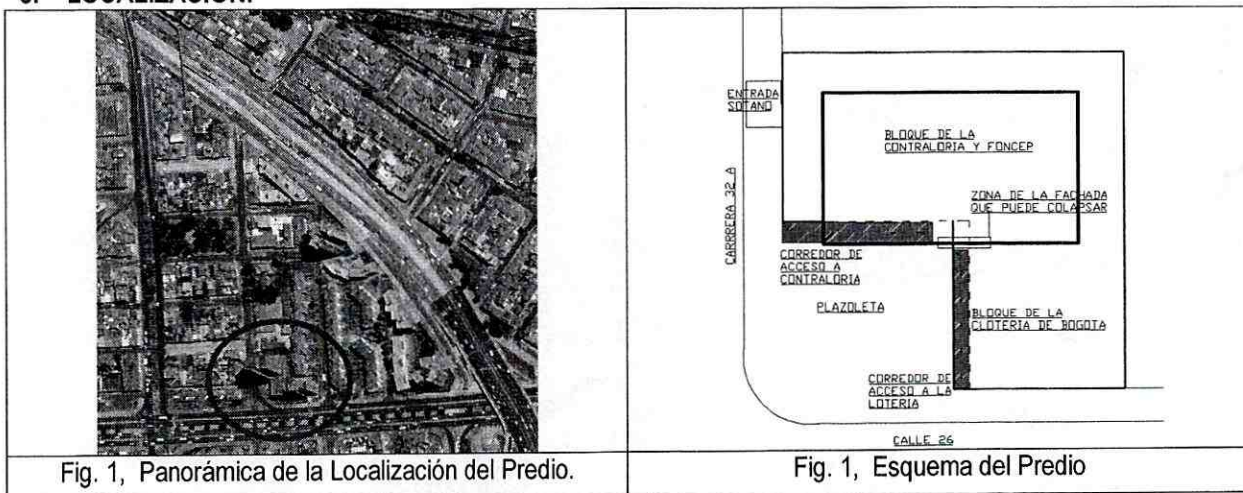 LOCALIZACION:
ENTRADA
SOTANO
BLOQUE DE LA
CONTRALORIA Y FONCEP
ZONA DE LA FACHADA
QUE PUEDE COLAPSAR
CARRRERA 32 A
CORREDOR DE
ACCESO A
CONTRALORIA
PLAZOLETA
BLOQUE DE LA
CLOTERIA DE BOGOTA
CORREDOR DE
ACCESO A LA
LOTERIA
CALLE 26
Fig. 1, Panorámica de la Localización del Predio.
Fig. 1, Esquema del Predio